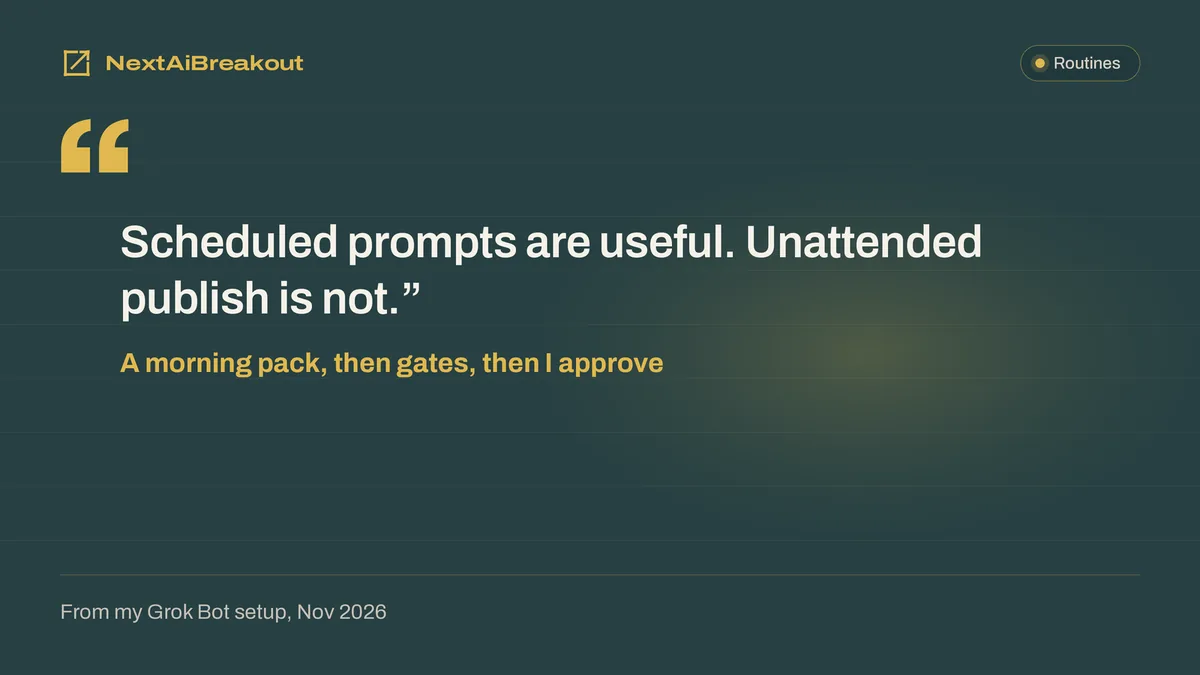 NextAiBreakout
Routines
“
Scheduled prompts are useful. Unattended
publish is not.”
A morning pack, then gates, then I approve
From my Grok Bot setup, Nov 2026